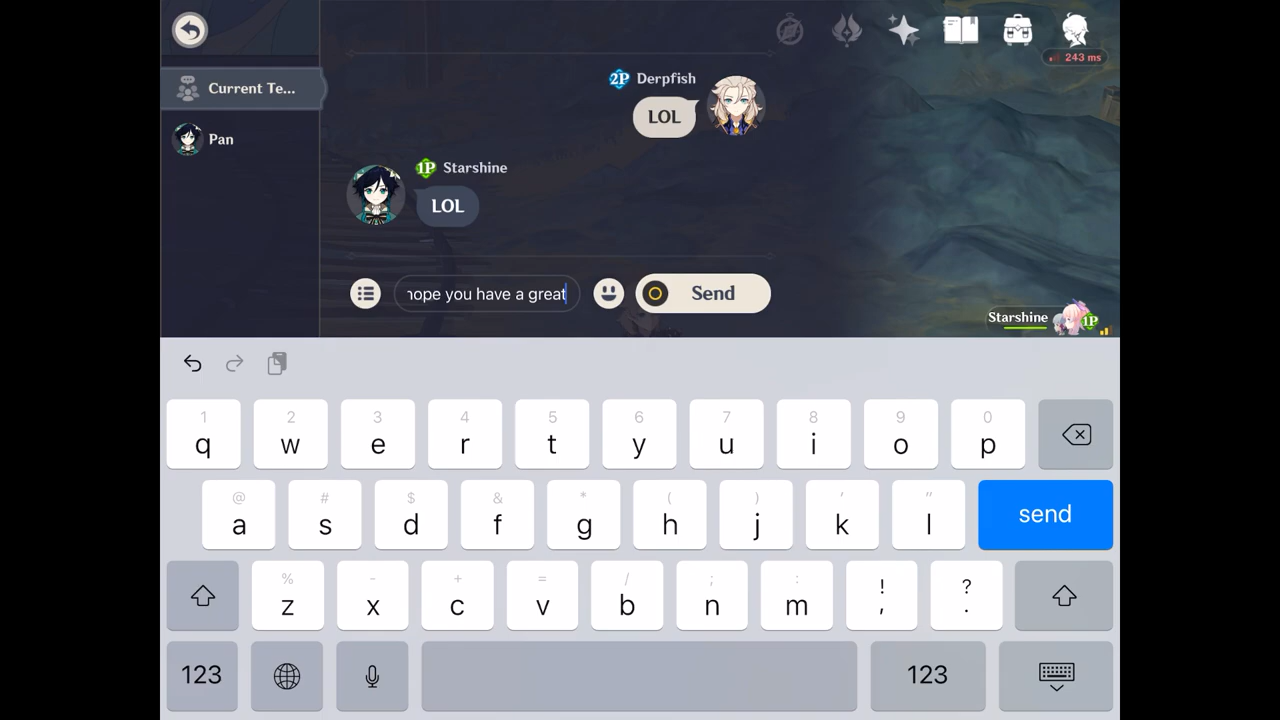 243 ms
Current Te...
Pan
2P Derpfish
LOL
1P Starshine
LOL
hope you have a great
Send
Starshine 1P
1 2 3 4 5 6 7 8 9 0
q w e r t y u i o p
@ # $ & * ( ) ' "
a s d f g h j k l send
% - + = / ; : ! ?
z x c v b n m , .
123 123